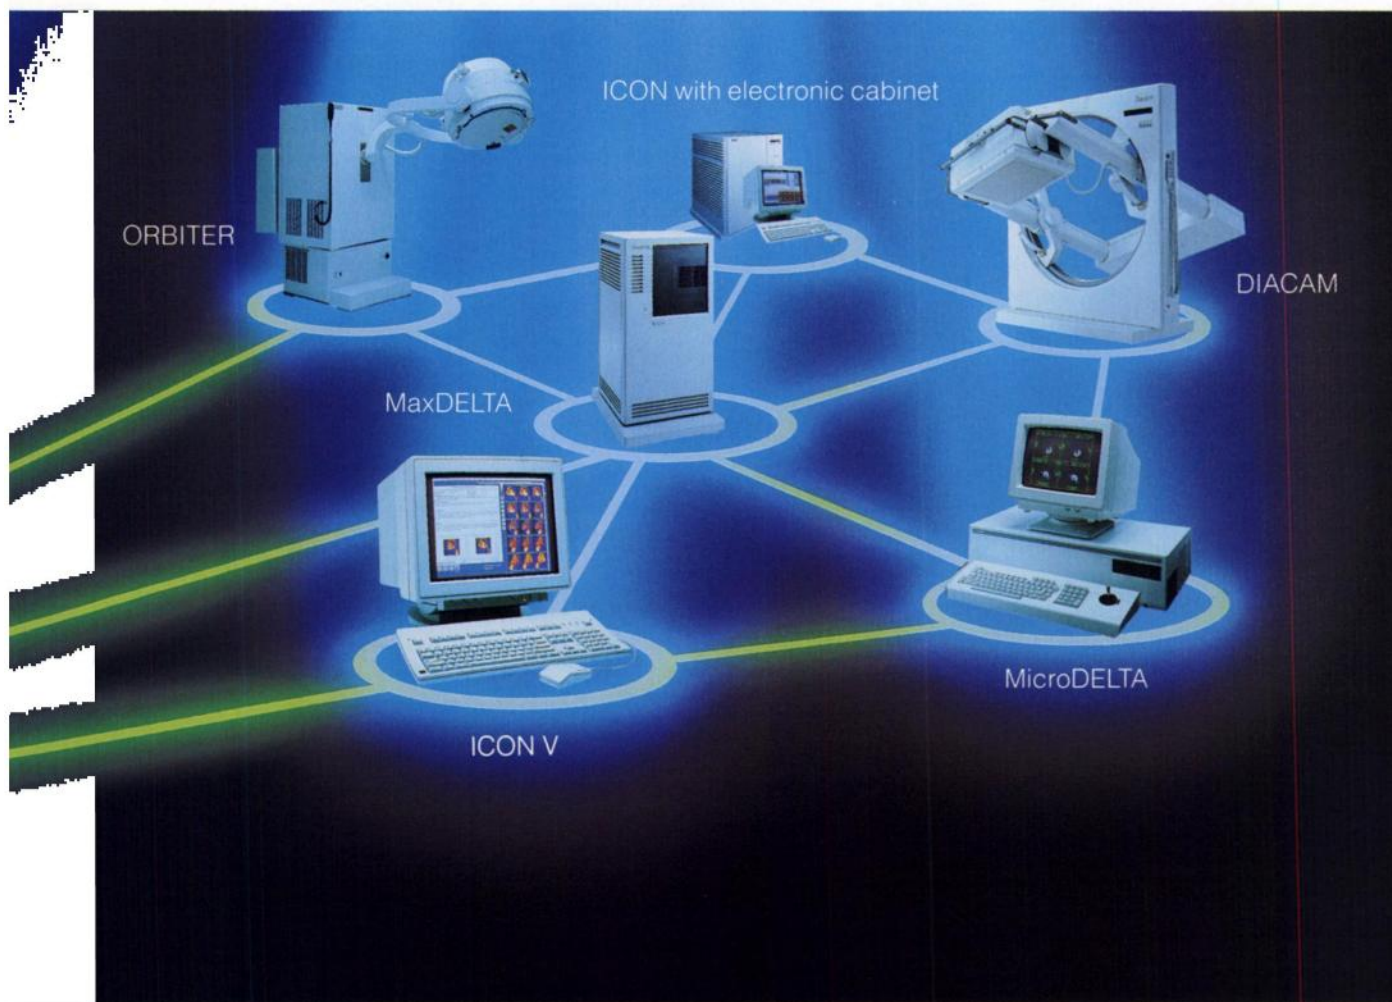 ICON with electronic cabinet
ORBITER
DIACAM
MaxDELTA
MicroDELTA
ICON V